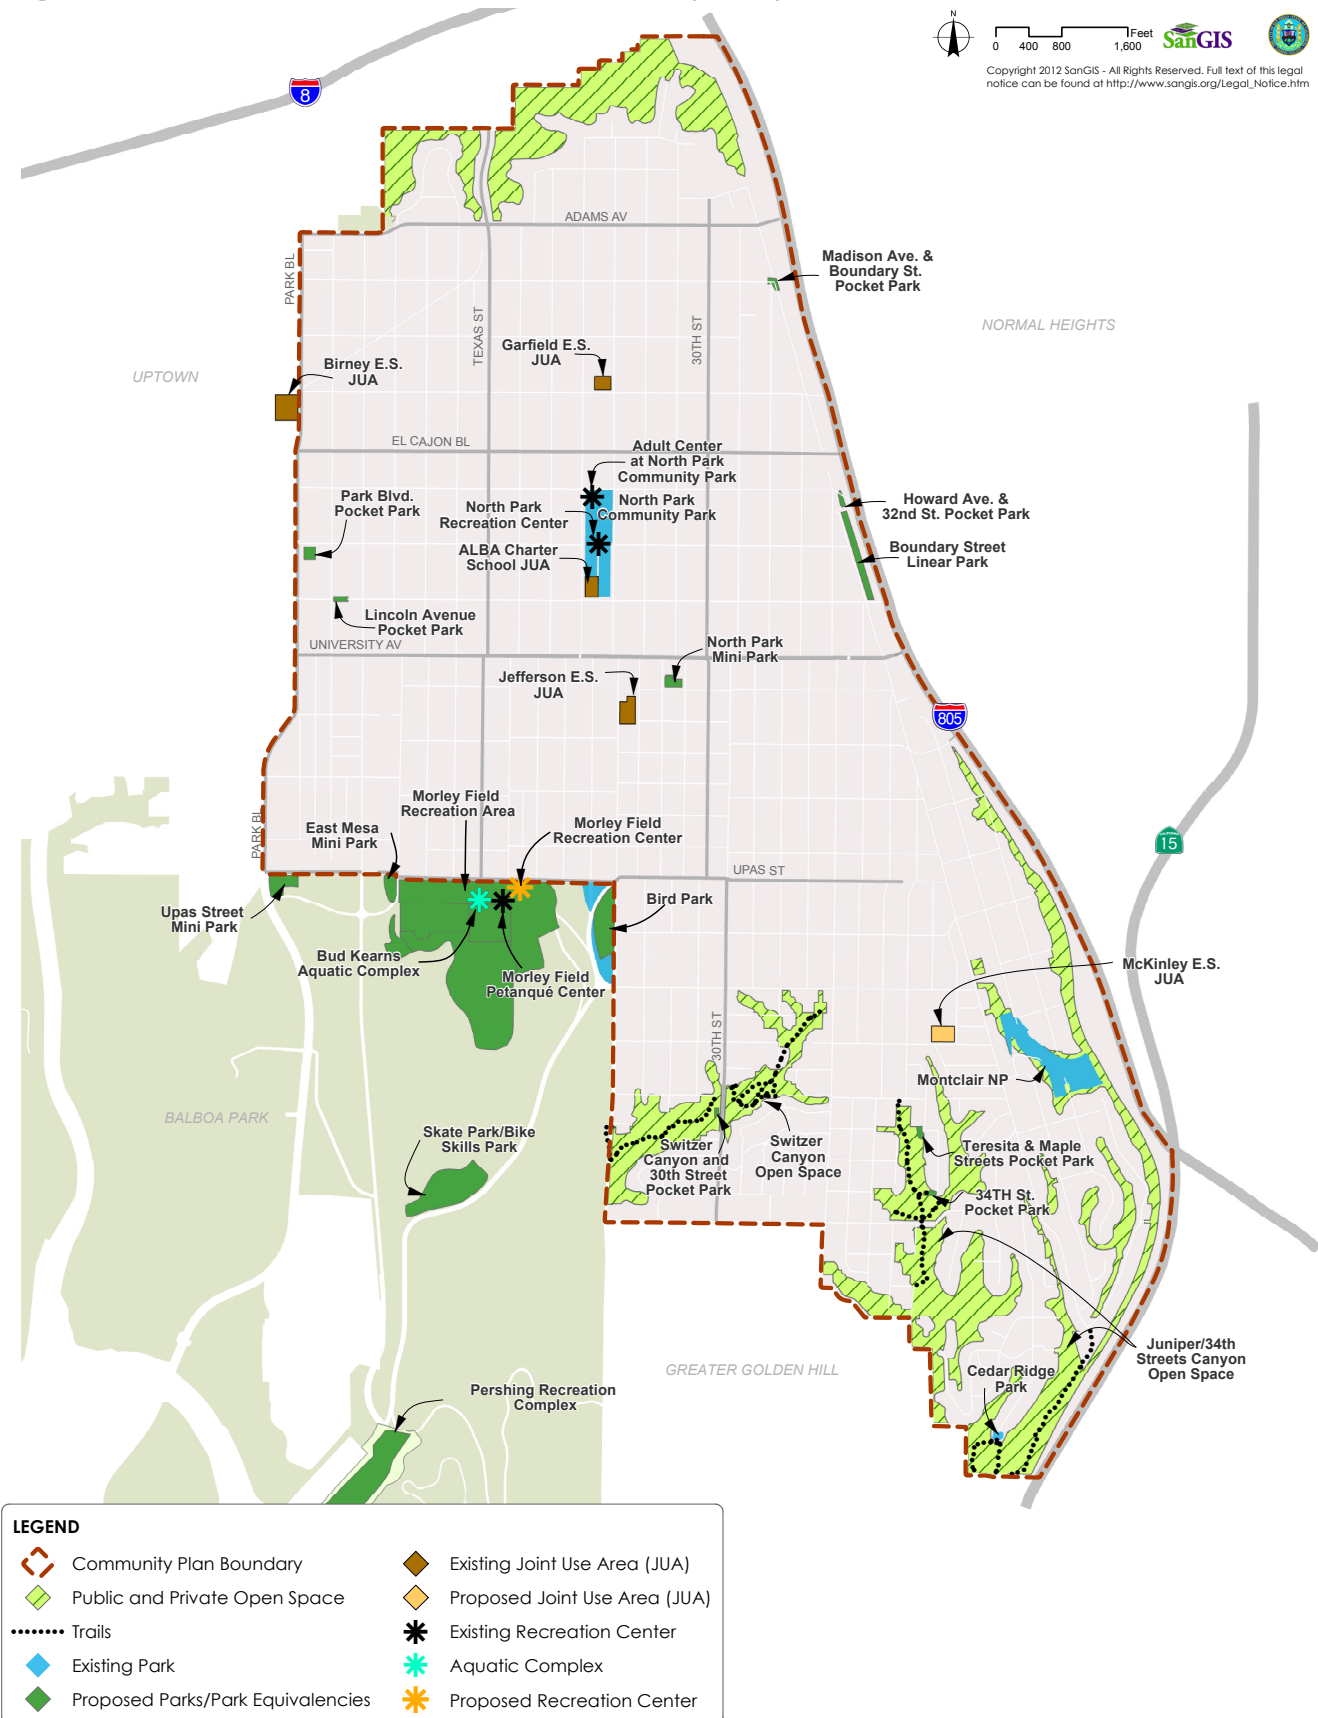 N
0 400 800 1,600 Feet
SanGIS
Copyright 2012 SanGIS - All Rights Reserved. Full text of this legal
notice can be found at http://www.sangis.org/Legal_Notice.htm
8
ADAMS AV
PARK BL
TEXAS ST
30TH ST
Madison Ave. &
Boundary St.
Pocket Park
NORMAL HEIGHTS
UPTOWN
Garfield E.S.
JUA
Birney E.S.
JUA
EL CAJON BL
Adult Center
at North Park
Community Park
Park Blvd.
Pocket Park
North Park
Recreation Center
North Park
Community Park
Howard Ave. &
32nd St. Pocket Park
ALBA Charter
School JUA
Boundary Street
Linear Park
Lincoln Avenue
Pocket Park
UNIVERSITY AV
North Park
Mini Park
Jefferson E.S.
JUA
805
PARK BL
Morley Field
Recreation Area
East Mesa
Mini Park
Morley Field
Recreation Center
CALIFORNIA
15
UPAS ST
Bird Park
Upas Street
Mini Park
Bud Kearns
Aquatic Complex
Morley Field
Petanqué Center
McKinley E.S.
JUA
30TH ST
Montclair NP
BALBOA PARK
Skate Park/Bike
Skills Park
Switzer
Canyon and
30th Street
Pocket Park
Switzer
Canyon
Open Space
Teresita & Maple
Streets Pocket Park
34TH St.
Pocket Park
GREATER GOLDEN HILL
Juniper/34th
Streets Canyon
Open Space
Cedar Ridge
Park
Pershing Recreation
Complex
LEGEND
Community Plan Boundary
Public and Private Open Space
Trails
Existing Park
Proposed Parks/Park Equivalencies
Existing Joint Use Area (JUA)
Proposed Joint Use Area (JUA)
Existing Recreation Center
Aquatic Complex
Proposed Recreation Center